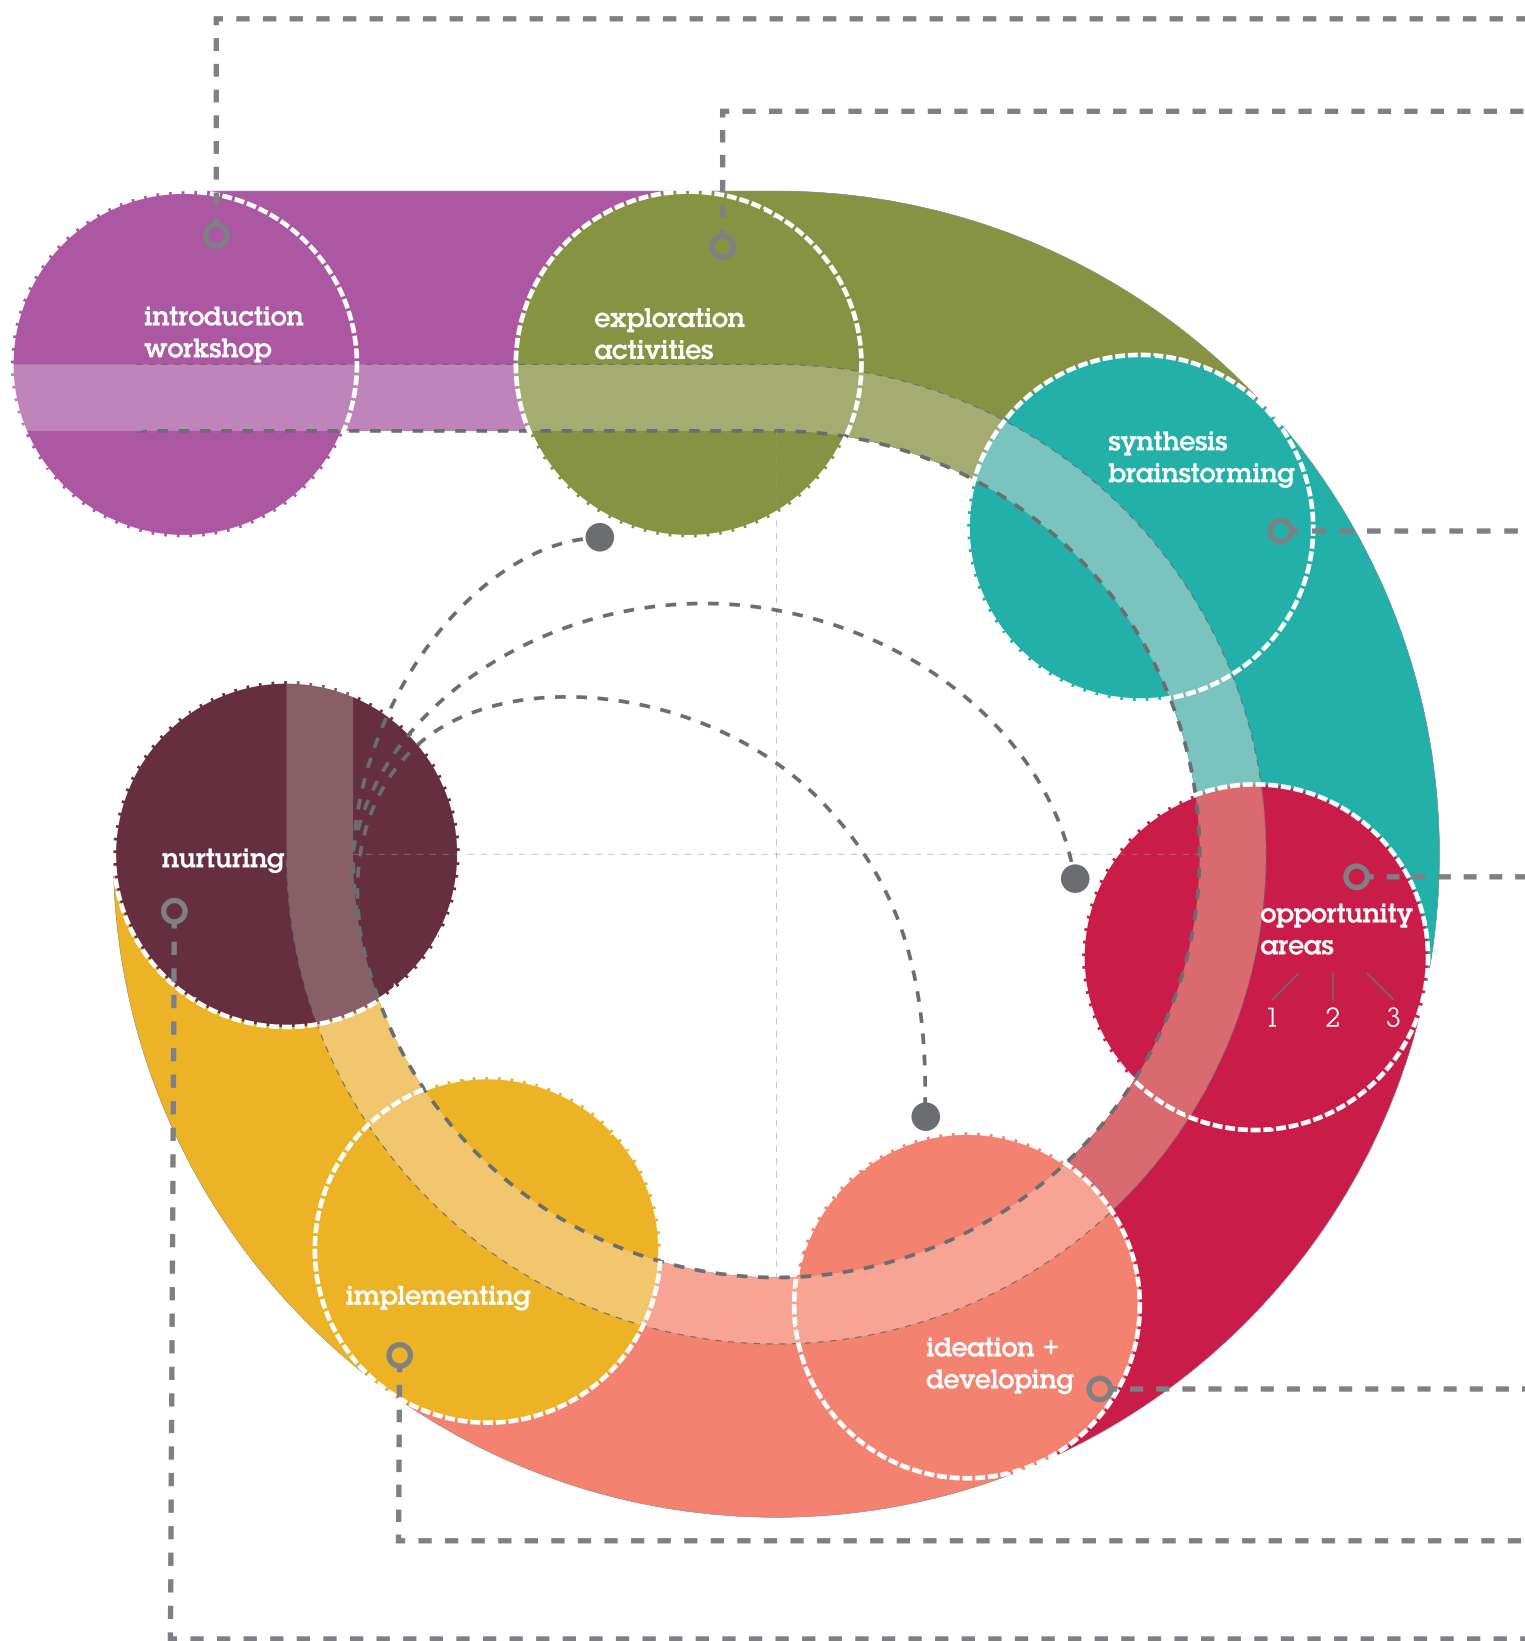 introduction
workshop
exploration
activities
synthesis
brainstorming
opportunity
areas
1 2 3
ideation +
developing
implementing
nurturing